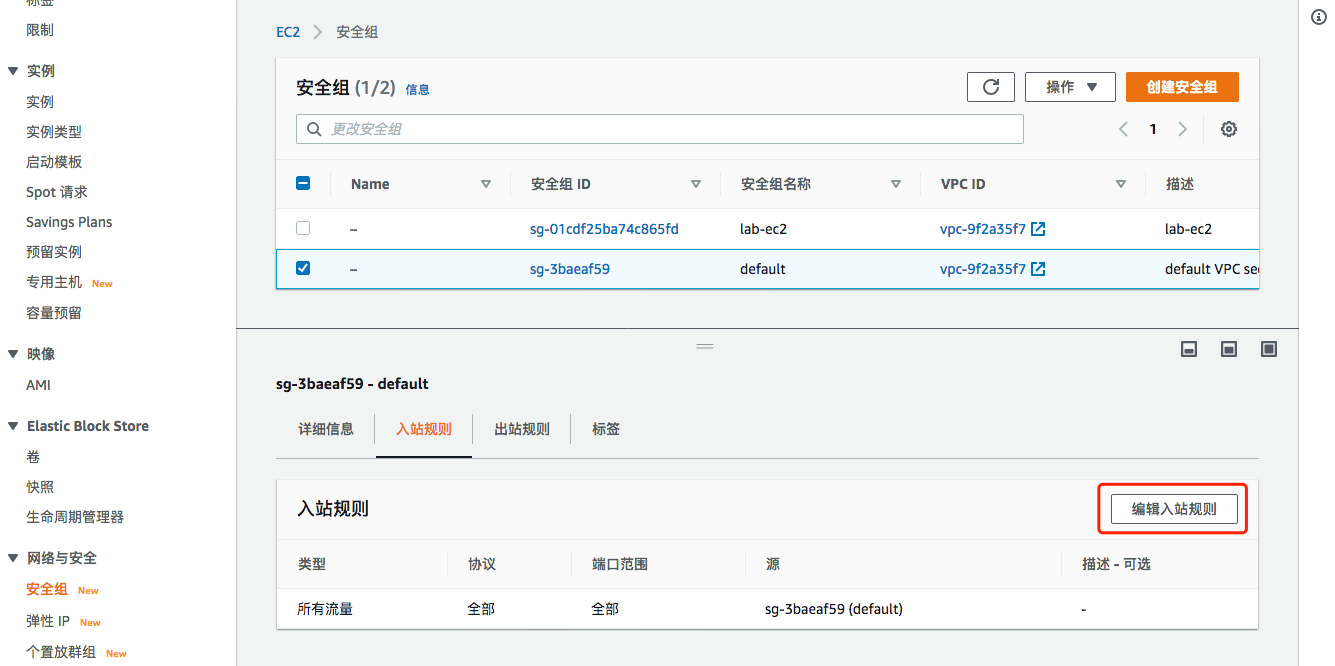 标签
限制
实例
实例
实例类型
启动模板
Spot 请求
Savings Plans
预留实例
专用主机 New
容量预留
映像
AMI
Elastic Block Store
卷
快照
生命周期管理器
网络与安全
安全组 New
弹性 IP New
个置放群组 New
EC2 > 安全组
安全组 (1/2) 信息
操作
创建安全组
更改安全组
1
Name 安全组 ID 安全组名称 VPC ID 描述
– sg-01cdf25ba74c865fd lab-ec2 vpc-9f2a35f7 lab-ec2
– sg-3baeaf59 default vpc-9f2a35f7 default VPC sec
sg-3baeaf59 - default
详细信息 入站规则 出站规则 标签
入站规则
编辑入站规则
类型 协议 端口范围 源 描述 - 可选
所有流量 全部 全部 sg-3baeaf59 (default) -